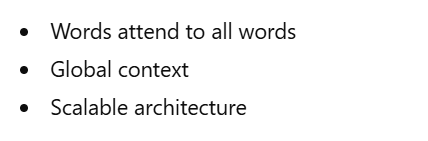 • Words attend to all words
• Global context
• Scalable architecture